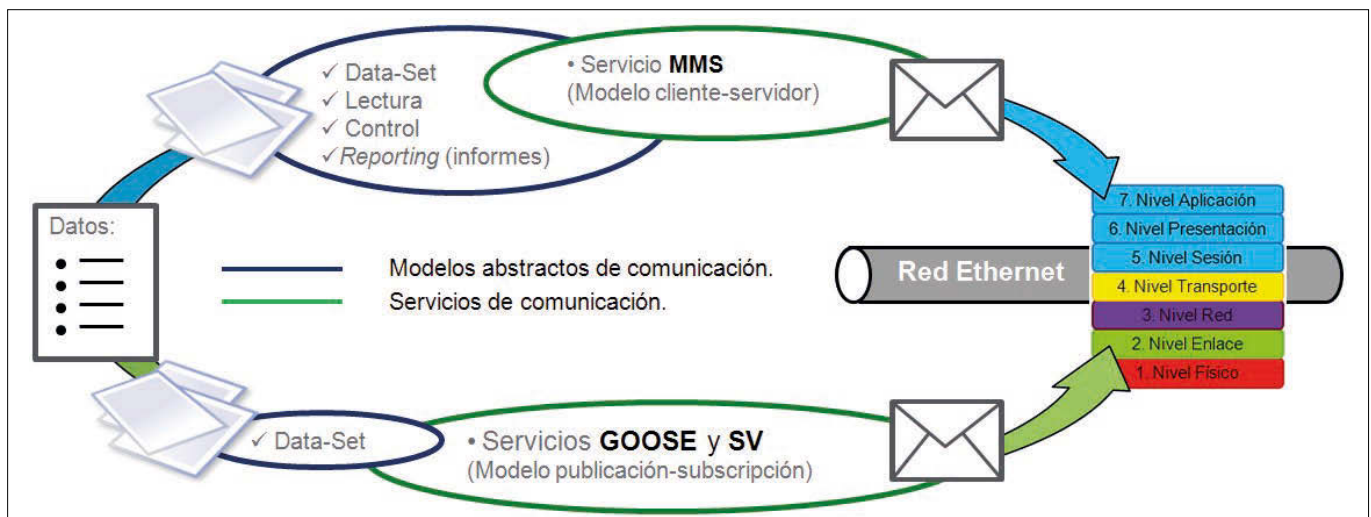 ✓ Data-Set
✓ Lectura
✓ Control
✓ Reporting (informes)
• Servicio MMS
(Modelo cliente-servidor)
Datos:
Modelos abstractos de comunicación.
Servicios de comunicación.
Red Ethernet
7. Nivel Aplicación
6. Nivel Presentación
5. Nivel Sesión
4. Nivel Transporte
3. Nivel Red
2. Nivel Enlace
1. Nivel Físico
✓ Data-Set
• Servicios GOOSE y SV
(Modelo publicación-subscripción)